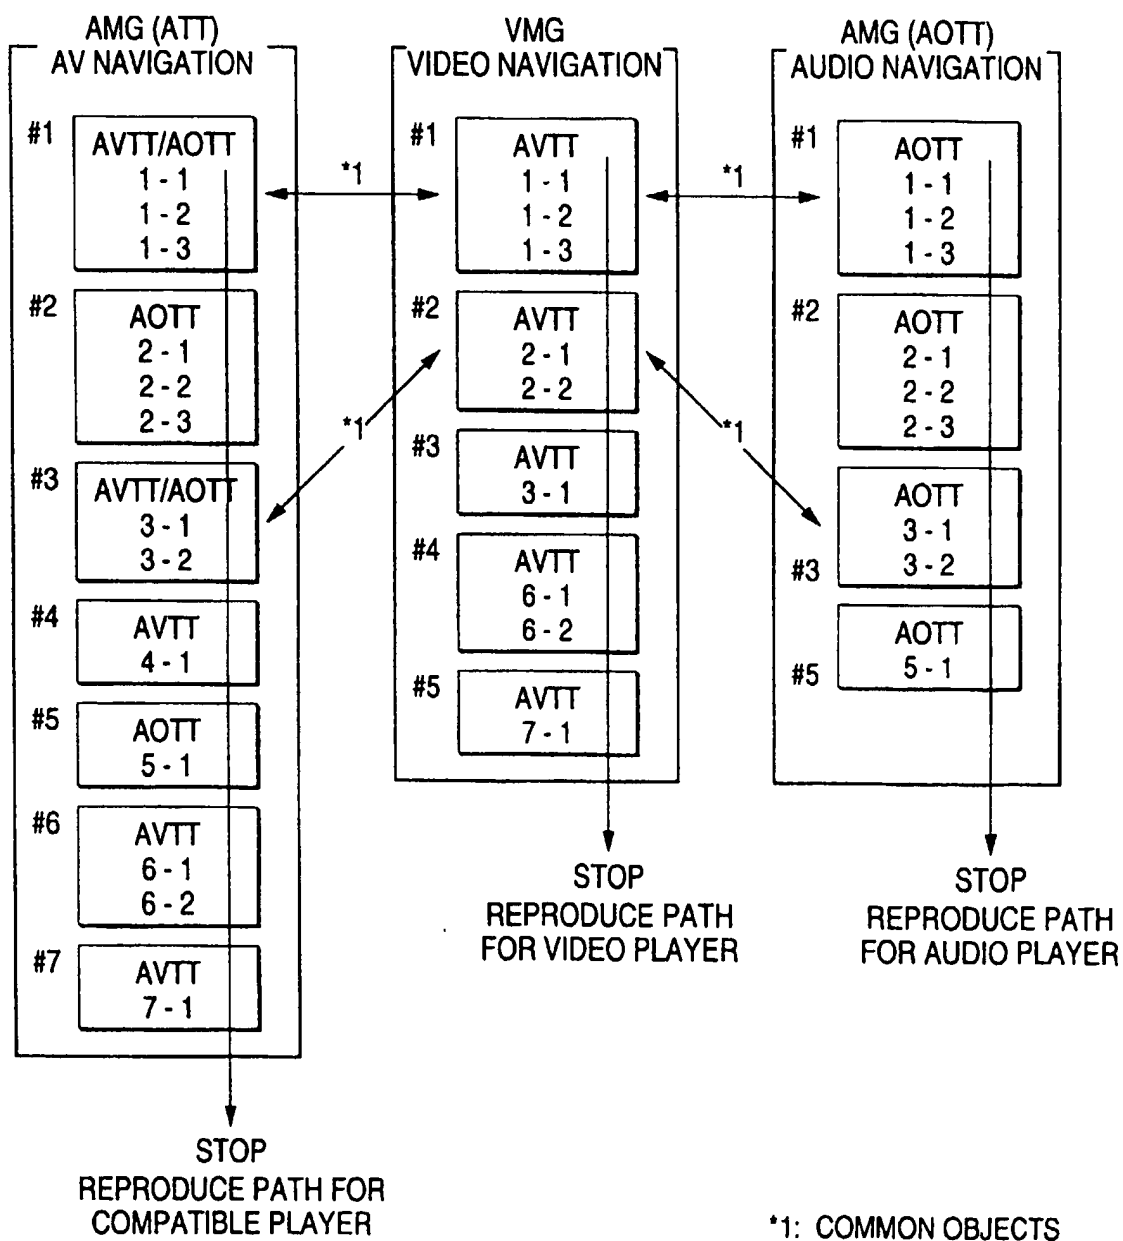 AMG (ATT)
AV NAVIGATION
#1
AVTT/AOTT
1 - 1
1 - 2
1 - 3
#2
AOTT
2 - 1
2 - 2
2 - 3
#3
AVTT/AOTT
3 - 1
3 - 2
#4
AVTT
4 - 1
#5
AOTT
5 - 1
#6
AVTT
6 - 1
6 - 2
#7
AVTT
7 - 1
STOP
REPRODUCE PATH FOR
COMPATIBLE PLAYER
*1
*1
VMG
VIDEO NAVIGATION
#1
AVTT
1 - 1
1 - 2
1 - 3
#2
AVTT
2 - 1
2 - 2
#3
AVTT
3 - 1
#4
AVTT
6 - 1
6 - 2
#5
AVTT
7 - 1
STOP
REPRODUCE PATH
FOR VIDEO PLAYER
*1
*1
AMG (AOTT)
AUDIO NAVIGATION
#1
AOTT
1 - 1
1 - 2
1 - 3
#2
AOTT
2 - 1
2 - 2
2 - 3
AOTT
3 - 1
3 - 2
#3
AOTT
5 - 1
#5
STOP
REPRODUCE PATH
FOR AUDIO PLAYER
*1: COMMON OBJECTS